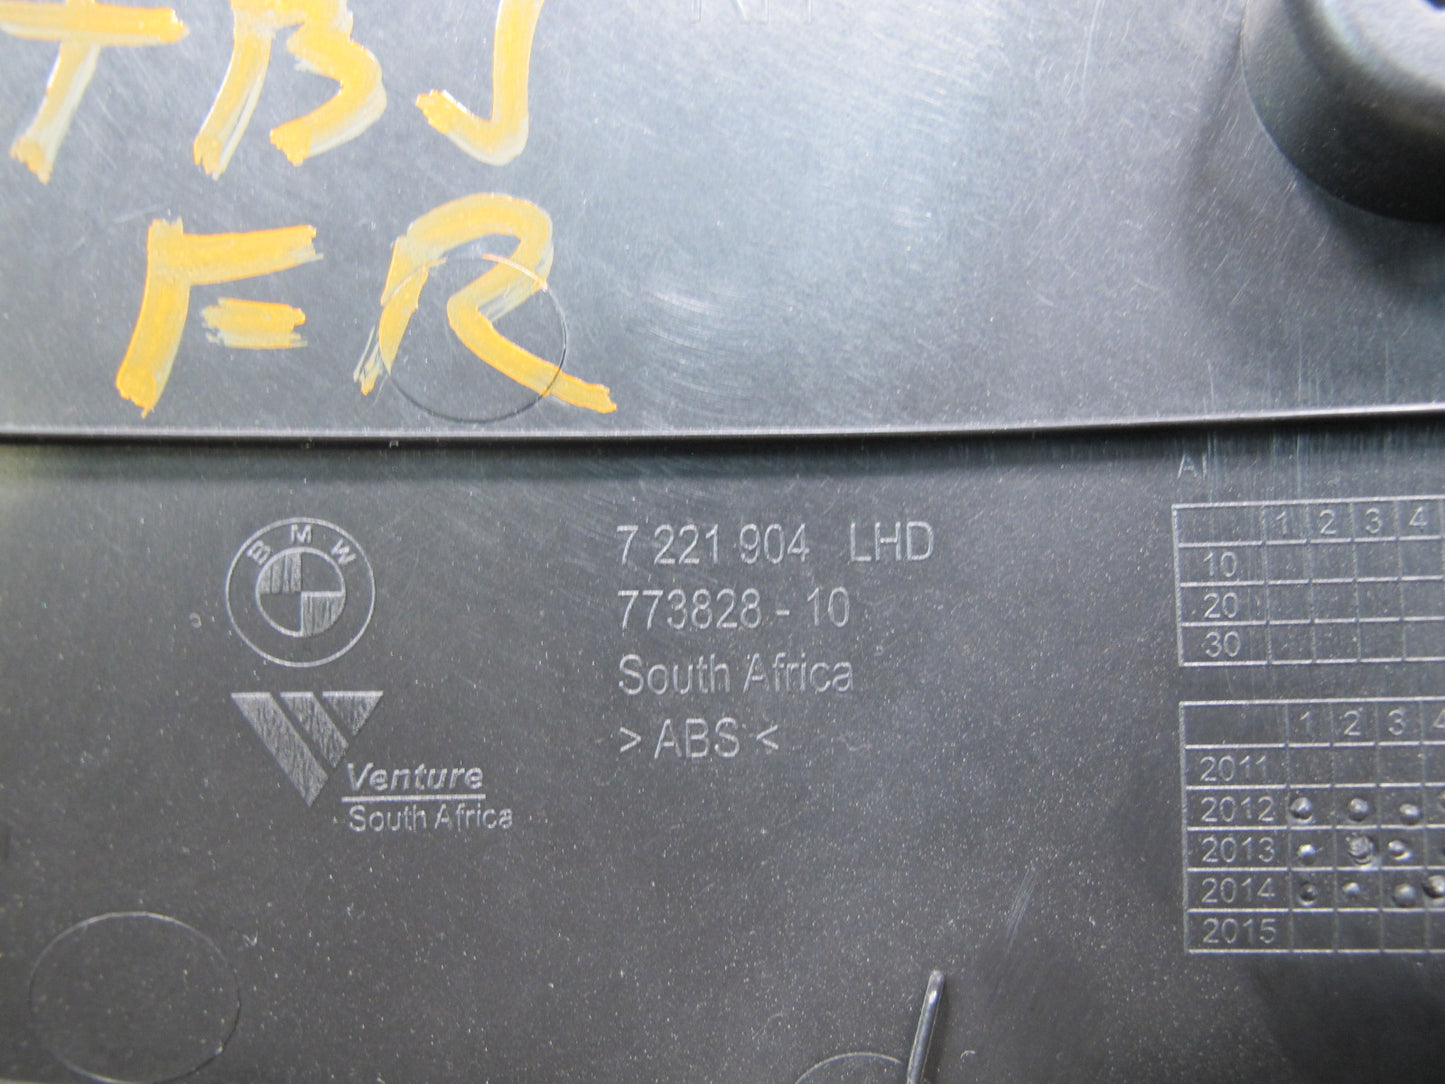 TBJ
FR
BMW
7 221 904 LHD
773828 - 10
South Africa
> ABS <
Venture
South Africa
1 2 3 4
10
20
30
1 2 3 4
2011
2012
2013
2014
2015